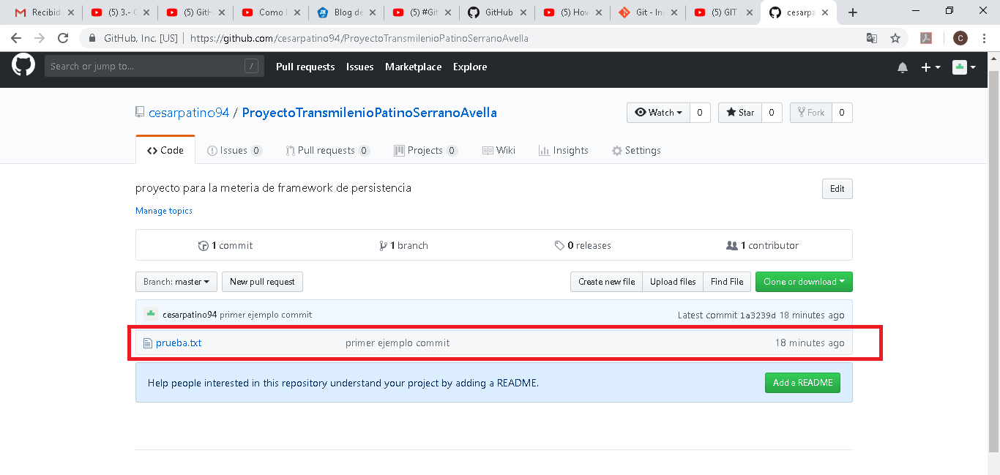 Recibid (5) 3.- G (5) GitH Como I Blog de (5) #Git GitHub (5) How Git - Ins (5) GIT cesarpa
GitHub, Inc. [US] https://github.com/cesarpatino94/ProyectoTransmilenioPatinoSerranoAvella C
Search or jump to... / Pull requests Issues Marketplace Explore
cesarpatino94 / ProyectoTransmilenioPatinoSerranoAvella Watch 0 Star 0 Fork 0
Code Issues 0 Pull requests 0 Projects 0 Wiki Insights Settings
proyecto para la meteria de framework de persistencia Edit
Manage topics
1 commit 1 branch 0 releases 1 contributor
Branch: master New pull request Create new file Upload files Find File Clone or download
cesarpatino94 primer ejemplo commit Latest commit 1a3239d 18 minutes ago
prueba.txt primer ejemplo commit 18 minutes ago
Help people interested in this repository understand your project by adding a README. Add a README